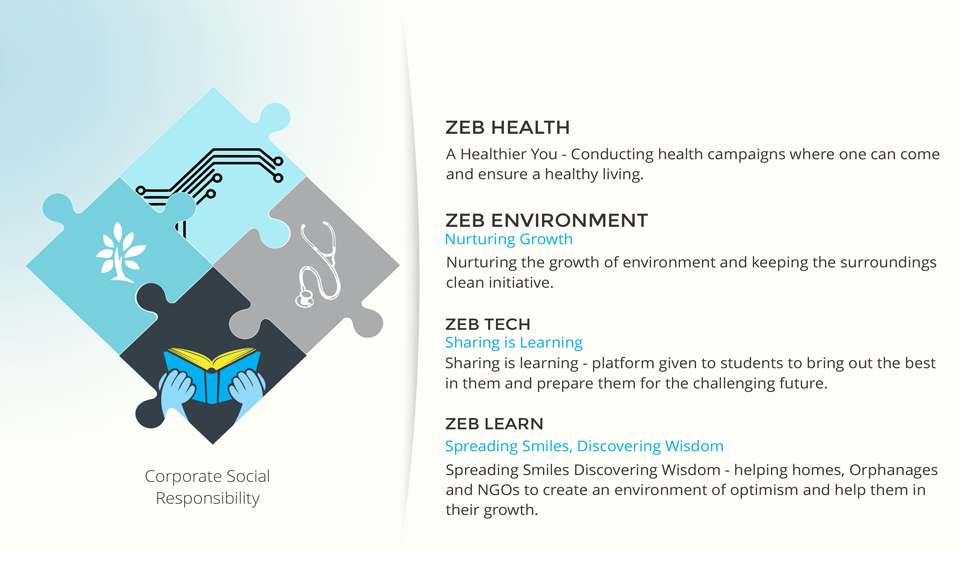 Corporate Social
Responsibility
ZEB HEALTH
A Healthier You - Conducting health campaigns where one can come
and ensure a healthy living.
ZEB ENVIRONMENT
Nurturing Growth
Nurturing the growth of environment and keeping the surroundings
clean initiative.
ZEB TECH
Sharing is Learning
Sharing is learning - platform given to students to bring out the best
in them and prepare them for the challenging future.
ZEB LEARN
Spreading Smiles, Discovering Wisdom
Spreading Smiles Discovering Wisdom - helping homes, Orphanages
and NGOs to create an environment of optimism and help them in
their growth.